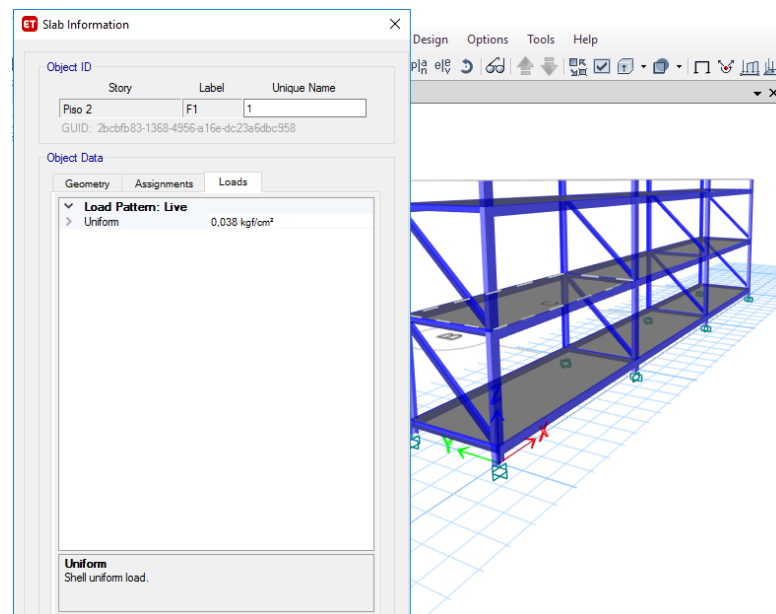 ET Slab Information
Design Options Tools Help
Object ID
Story Label Unique Name
Piso 2 F1 1
GUID: 2bcbfb83-1368-4956-a16e-dc23a6dbc958
Object Data
Geometry Assignments Loads
Load Pattern: Live
Uniform 0,038 kgf/cm²
Uniform
Shell uniform load.
B
C
Z
X
Y